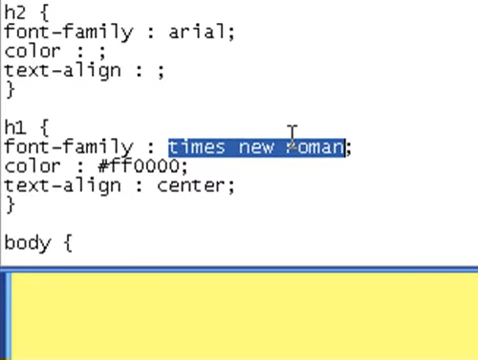 h2 {
font-family : arial;
color : ;
text-align : ;
}
h1 {
font-family : times new roman;
color : #ff0000;
text-align : center;
}
body {